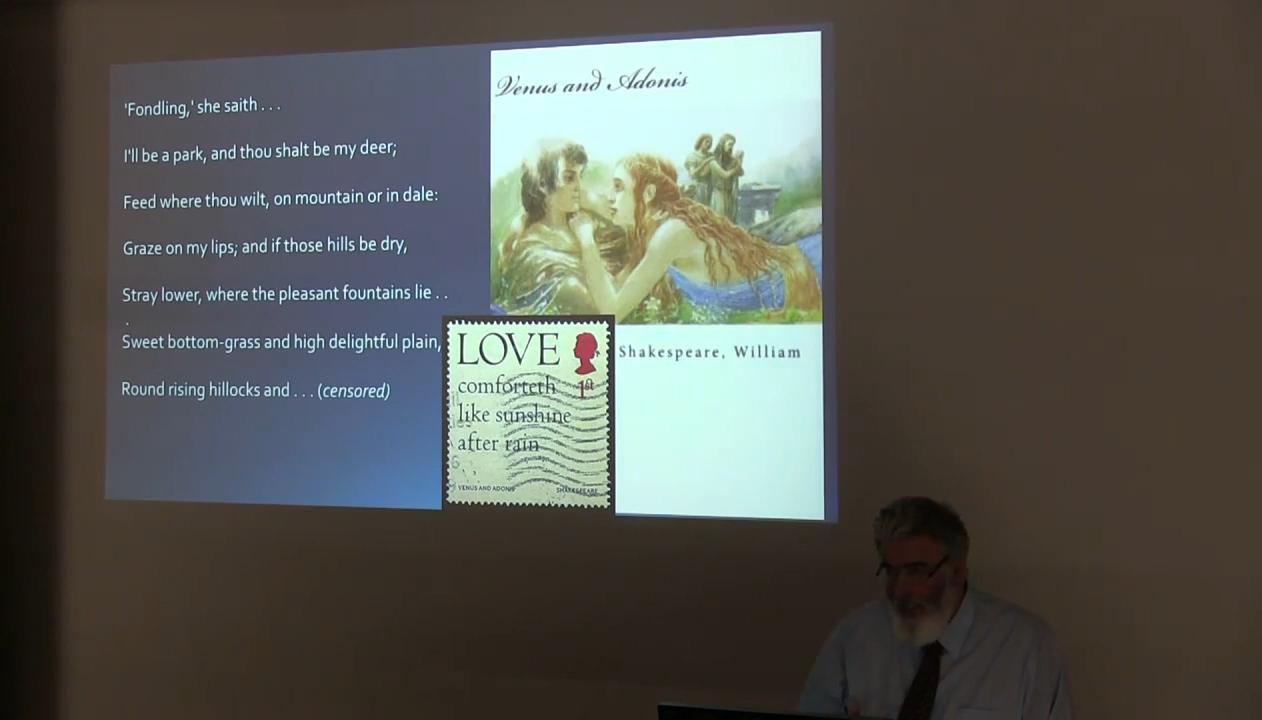 'Fondling,' she saith . . .
I'll be a park, and thou shalt be my deer;
Feed where thou wilt, on mountain or in dale:
Graze on my lips; and if those hills be dry,
Stray lower, where the pleasant fountains lie . .
.
Sweet bottom-grass and high delightful plain,
Round rising hillocks and . . . (censored)
Venus and Adonis
Shakespeare, William
LOVE
comforteth
1st
like sunshine
after rain
VENUS AND ADONIS
SHAKESPEARE